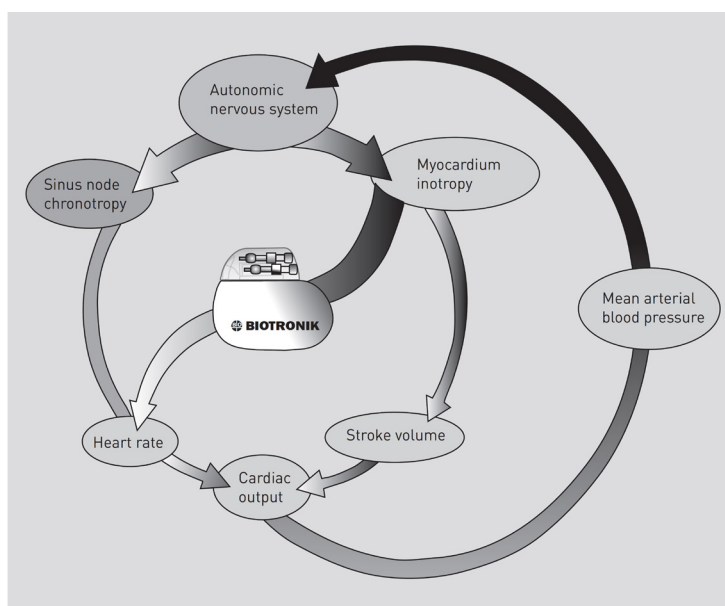 Autonomic
nervous system
Myocardium
inotropy
Sinus node
chronotropy
BIOTRONIK
Mean arterial
blood pressure
Heart rate
Stroke volume
Cardiac
output